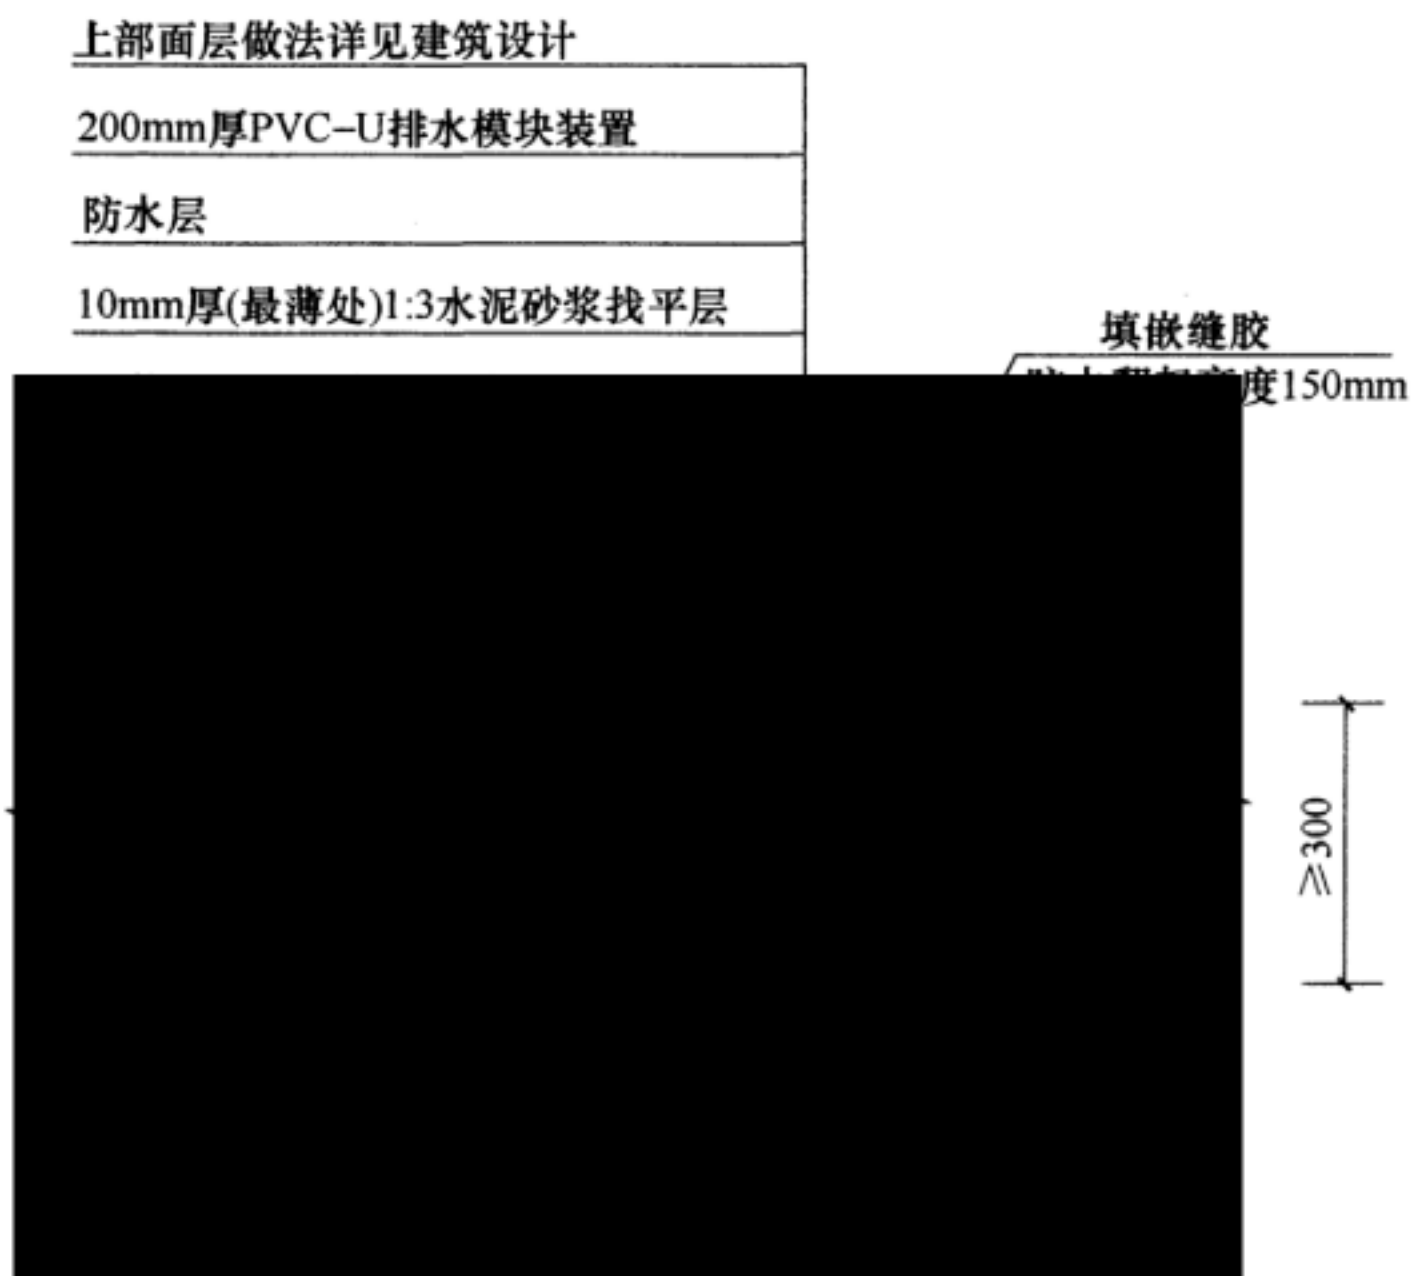 上部面层做法详见建筑设计
200mm厚PVC-U排水模块装置
防水层
10mm厚(最薄处)1:3水泥砂浆找平层
填嵌缝胶
度150mm
≥300